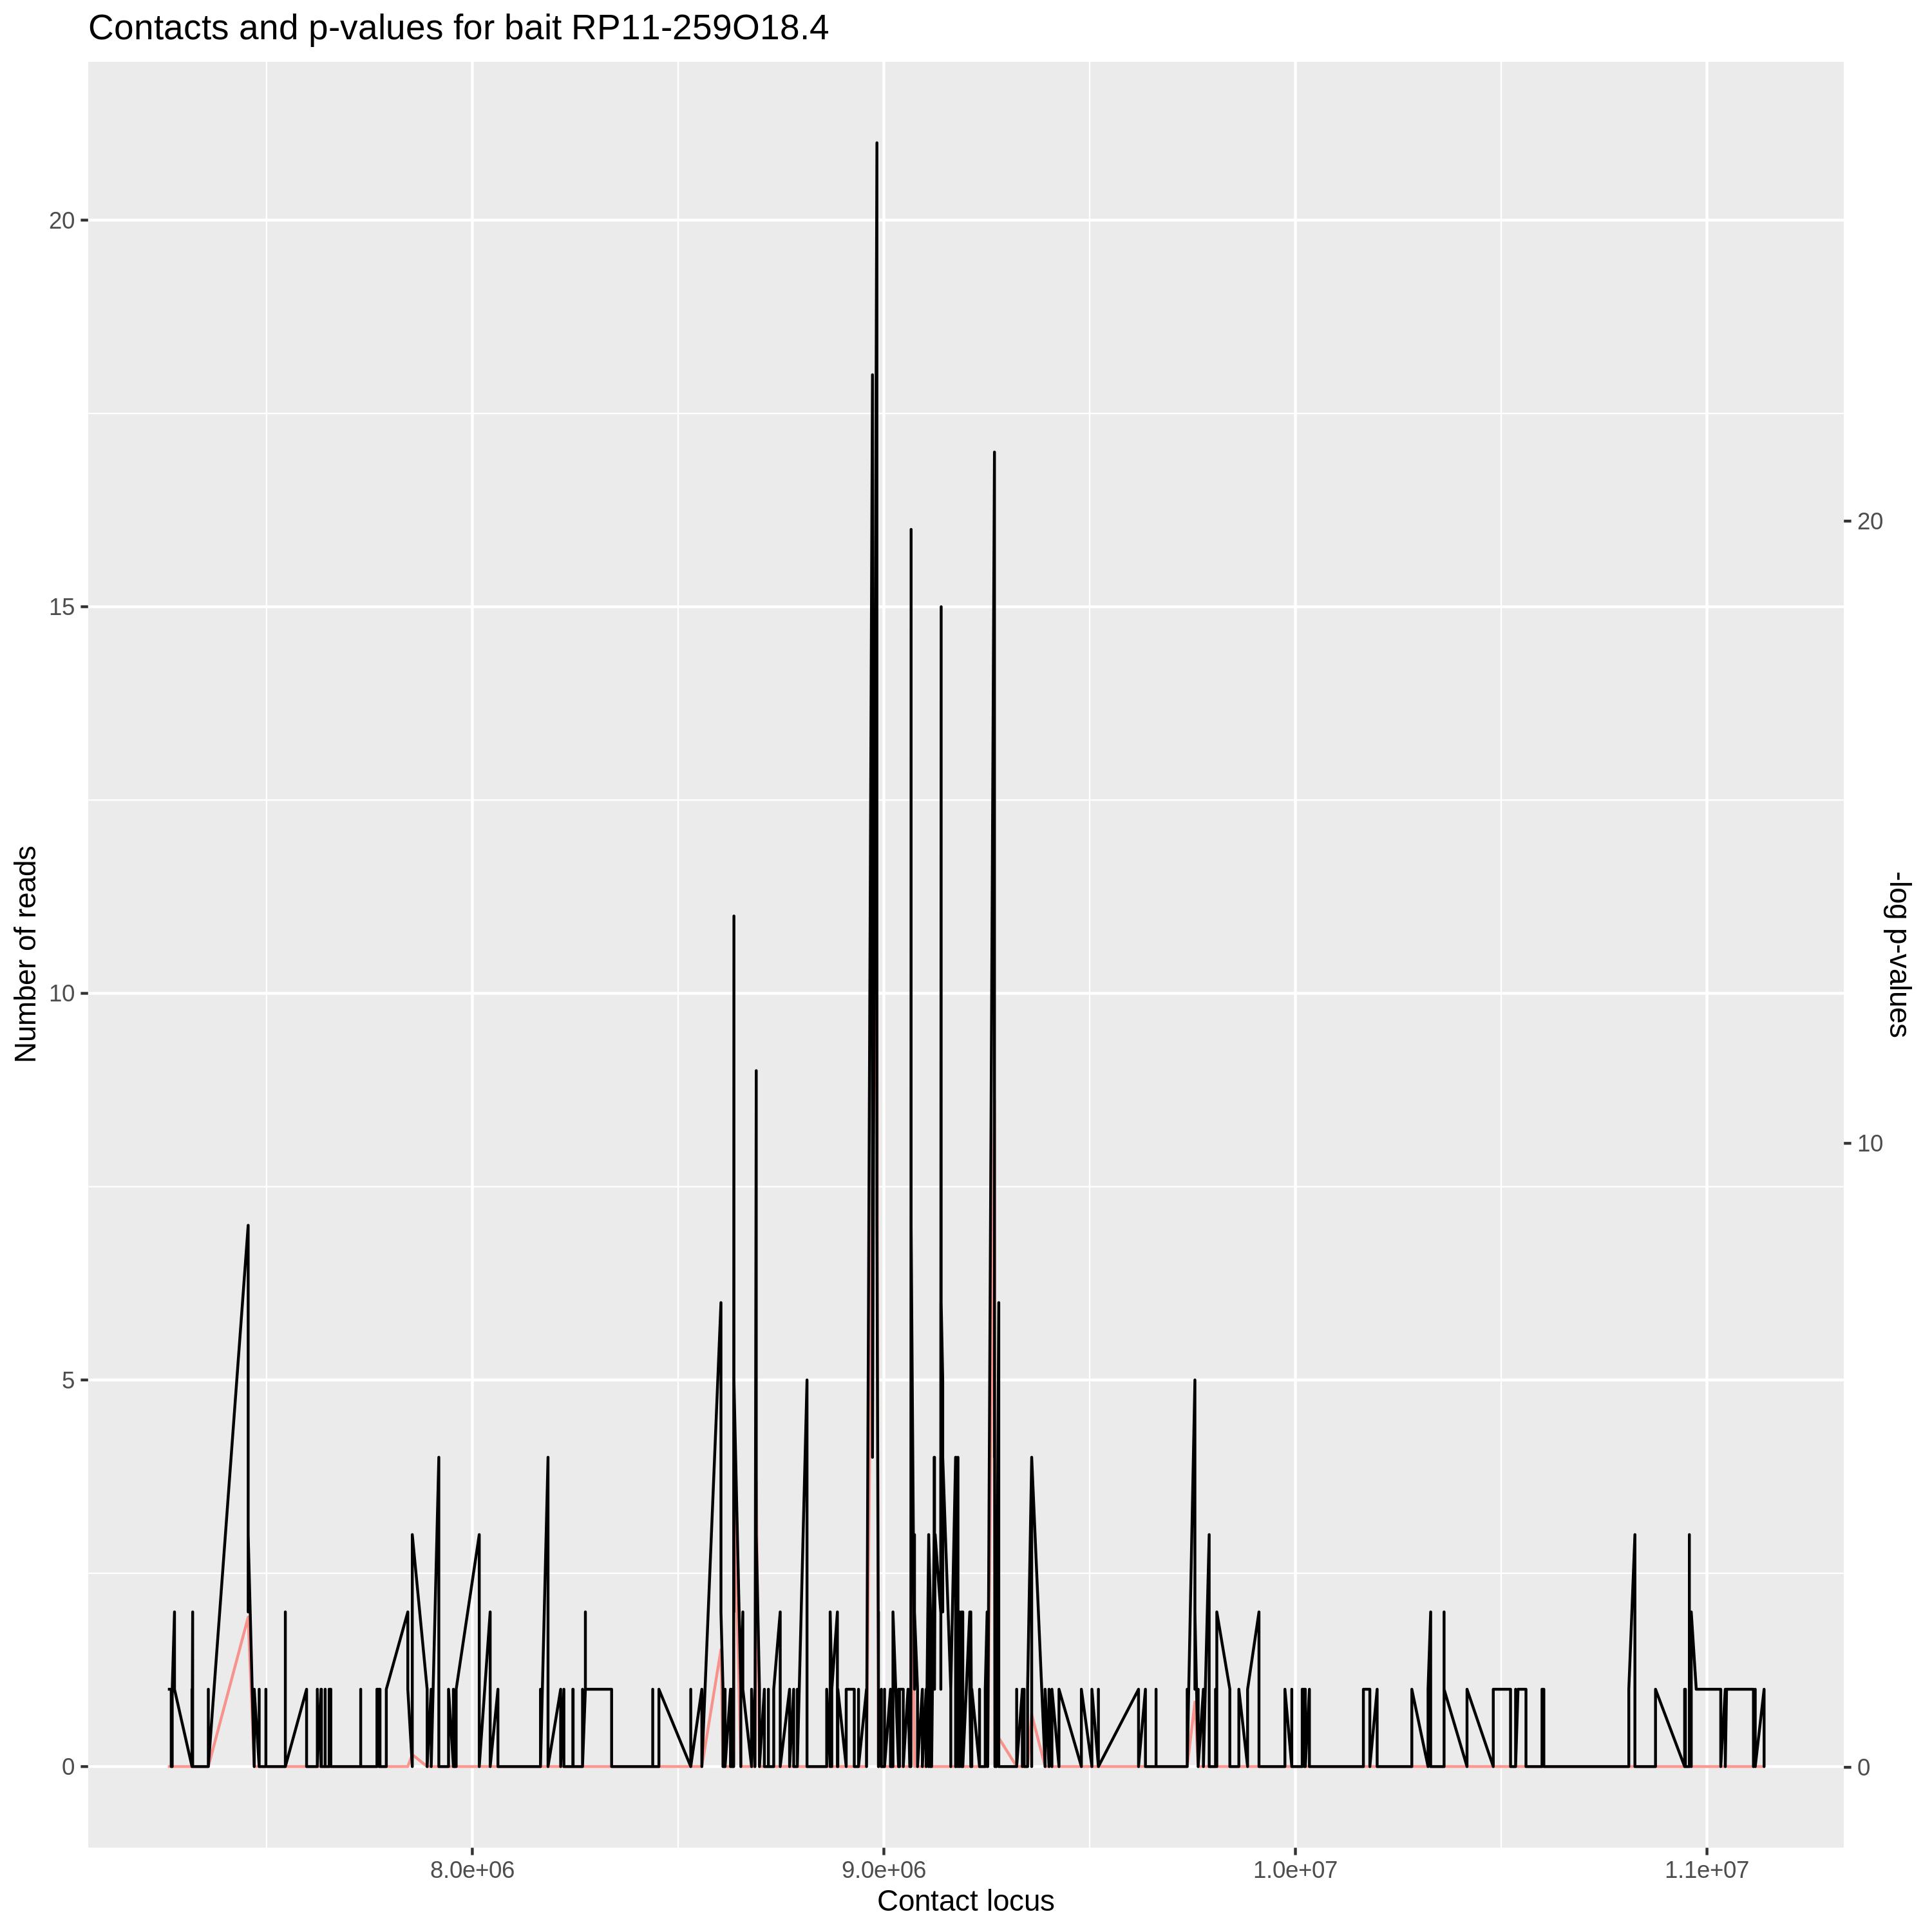 Contacts and p-values for bait RP11-259O18.4
20
15
10
5
0
Number of reads
20
10
0
-log p-values
8.0e+06
9.0e+06
1.0e+07
1.1e+07
Contact locus